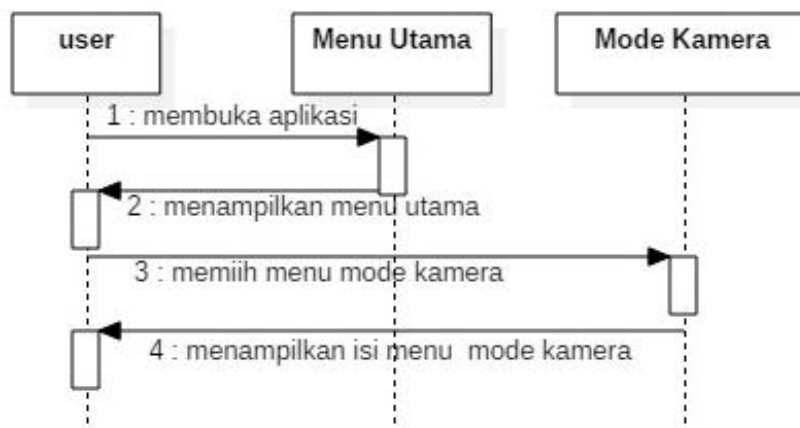 user
Menu Utama
Mode Kamera
1 : membuka aplikasi
2 : menampilkan menu utama
3 : memiih menu mode kamera
4 : menampilkan isi menu  mode kamera